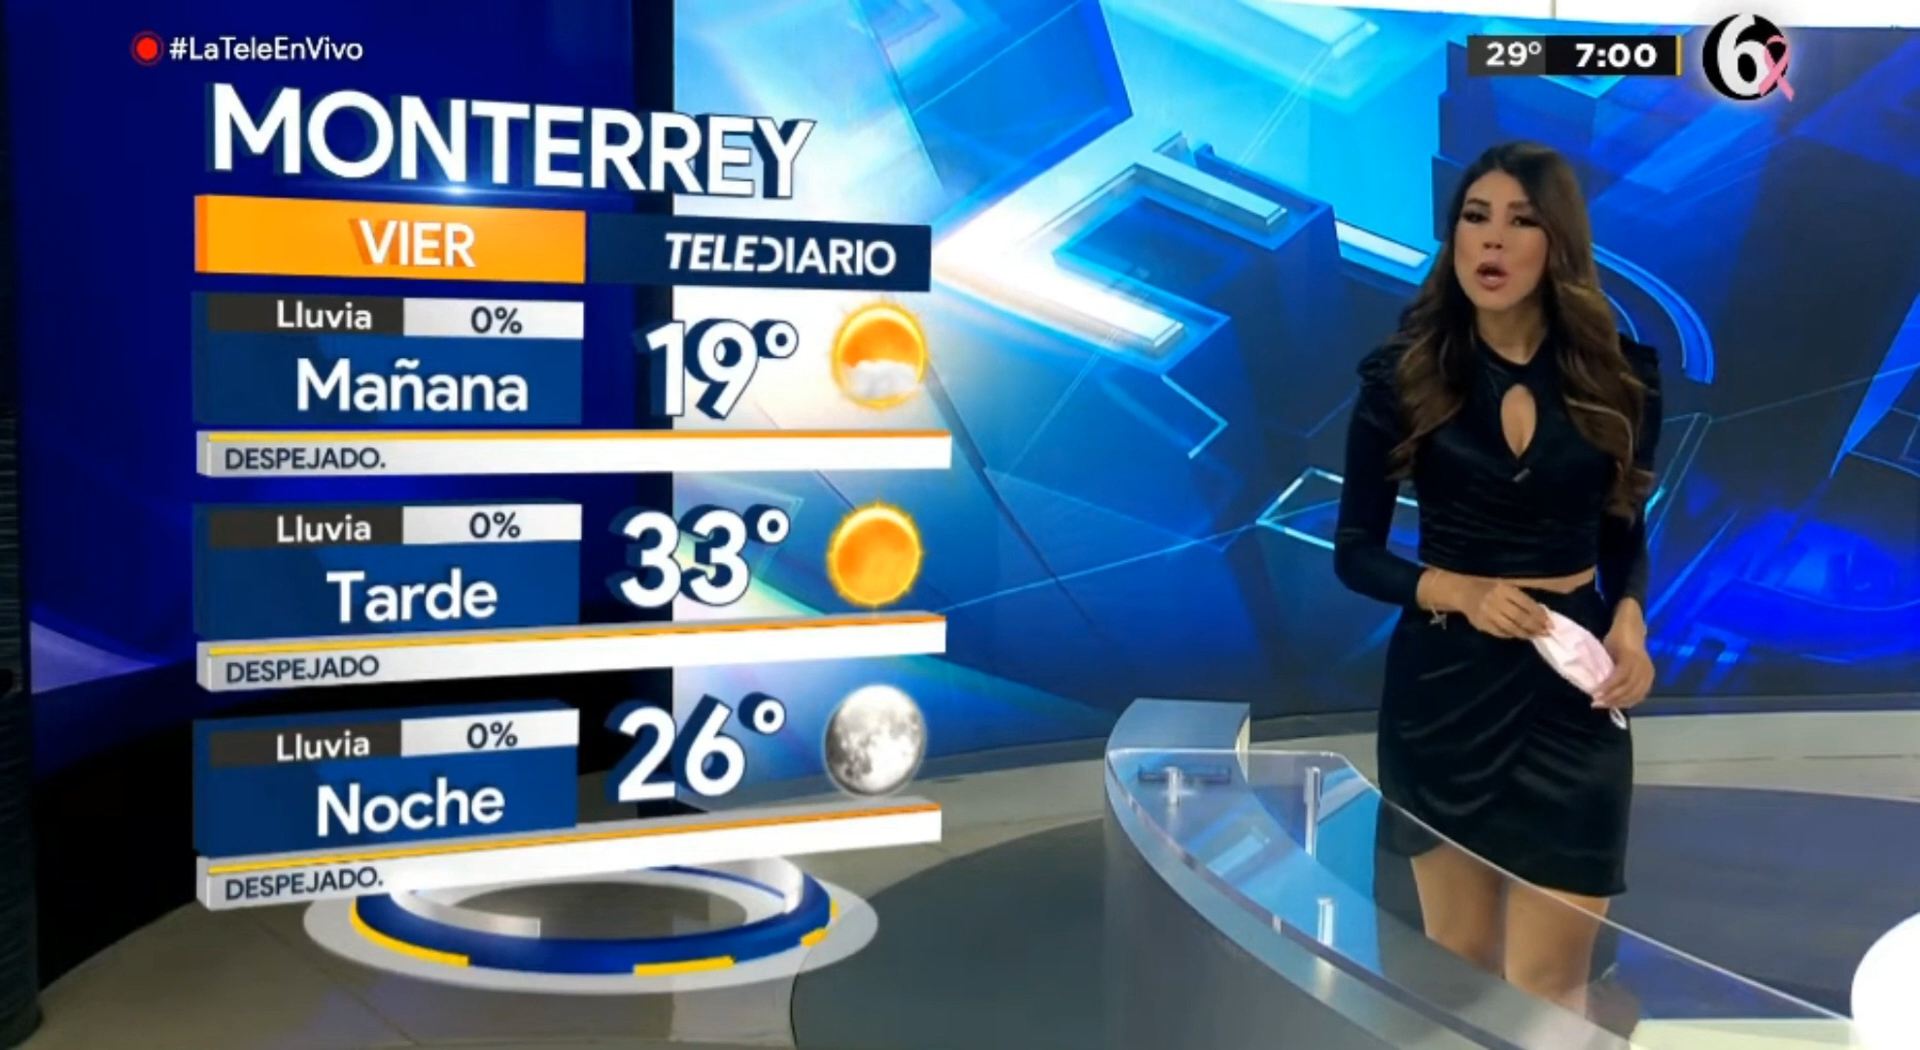 #LaTeleEnVivo
29° 7:00
6
MONTERREY
VIER TELEDIARIO
Lluvia 0%
Mañana 19°
DESPEJADO.
Lluvia 0%
Tarde 33°
DESPEJADO
Lluvia 0%
Noche 26°
DESPEJADO.